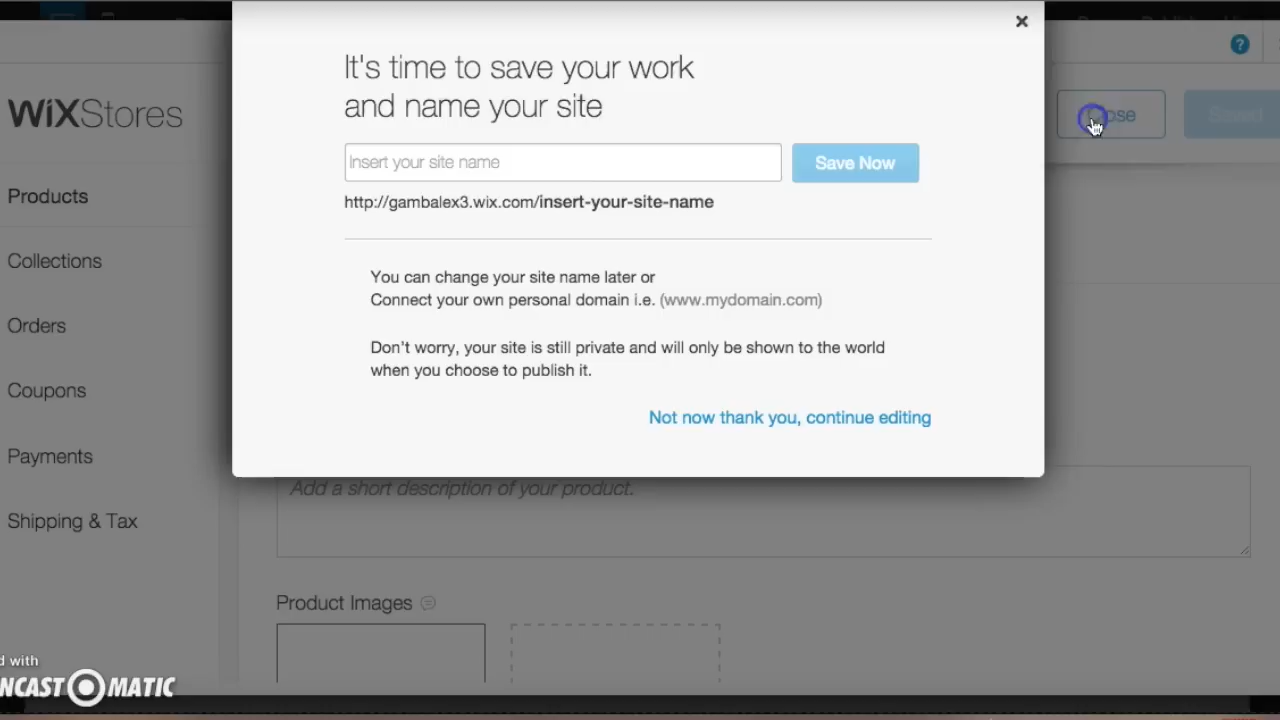 It's time to save your work
and name your site
Insert your site name
Save Now
http://gambalex3.wix.com/insert-your-site-name
You can change your site name later or
Connect your own personal domain i.e. (www.mydomain.com)
Don't worry, your site is still private and will only be shown to the world
when you choose to publish it.
Not now thank you, continue editing
?
WiXStores
Saved
Products
Collections
Orders
Coupons
Payments
Shipping & Tax
Add a short description of your product.
Product Images
with
MATIC